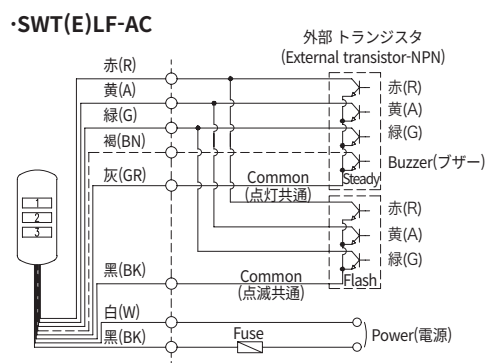 ·SWT(E)LF-AC
外部 トランジスタ
(External transistor-NPN)
赤(R)
黄(A)
緑(G)
褐(BN)
灰(GR)
Common
(点灯共通)
赤(R)
黄(A)
緑(G)
Buzzer(ブザー)
Steady
1
2
3
赤(R)
黄(A)
緑(G)
Flash
黒(BK)
Common
(点滅共通)
白(W)
黒(BK)
Fuse
Power(電源)